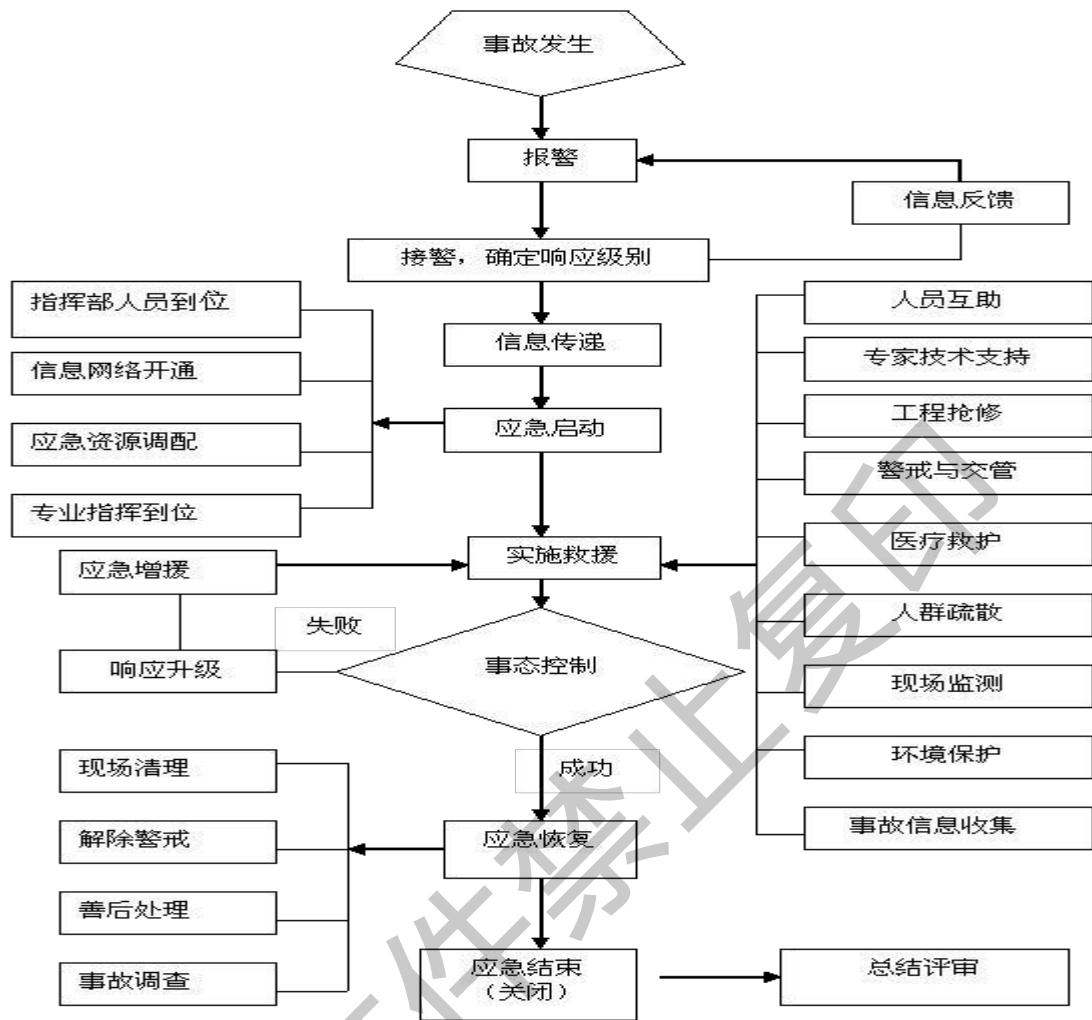 事故发生
报警
信息反馈
接警，确定响应级别
指挥部人员到位
信息网络开通
应急资源调配
专业指挥到位
信息传递
应急启动
人员互助
专家技术支持
工程抢修
警戒与交管
医疗救护
人群疏散
现场监测
环境保护
事故信息收集
实施救援
应急增援
失败
响应升级
事态控制
成功
现场清理
解除警戒
善后处理
事故调查
应急恢复
应急结束
（关闭）
总结评审
件禁止复印